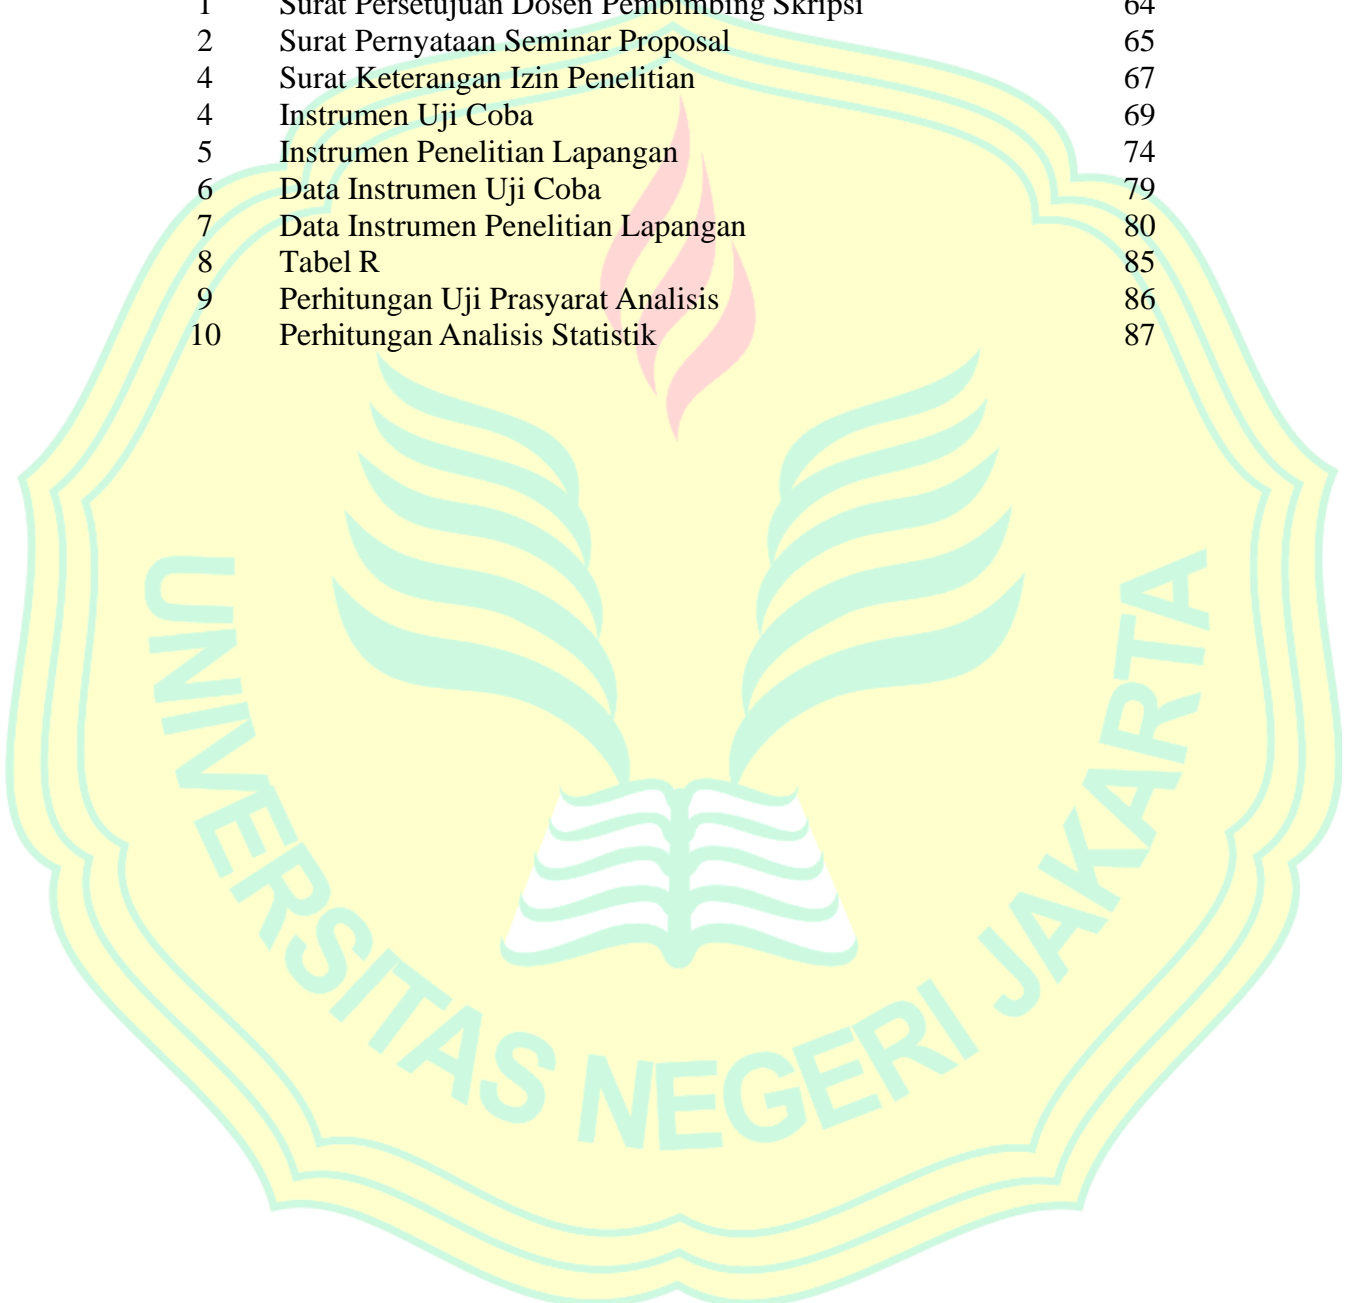 1 Surat Persetujuan Dosen Pembimbing Skripsi 64
2 Surat Pernyataan Seminar Proposal 65
4 Surat Keterangan Izin Penelitian 67
4 Instrumen Uji Coba 69
5 Instrumen Penelitian Lapangan 74
6 Data Instrumen Uji Coba 79
7 Data Instrumen Penelitian Lapangan 80
8 Tabel R 85
9 Perhitungan Uji Prasyarat Analisis 86
10 Perhitungan Analisis Statistik 87
UNIVERSITAS NEGERI JAKARTA